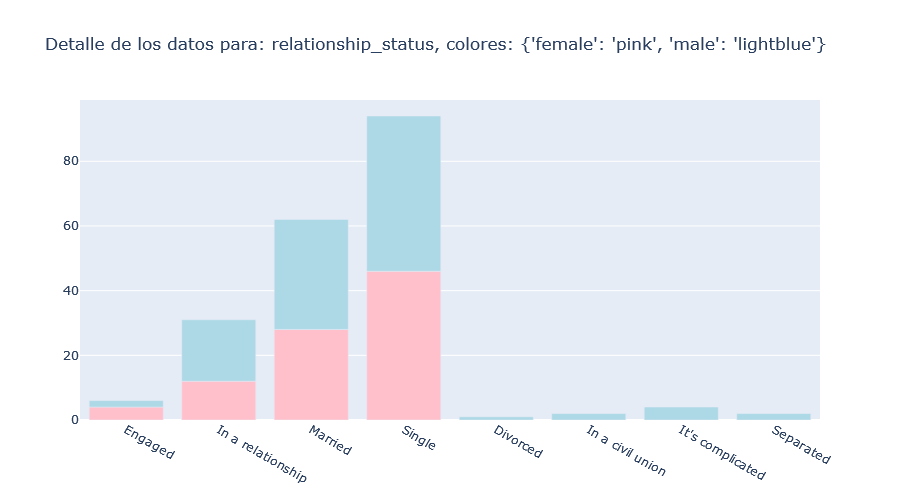 Detalle de los datos para: relationship_status, colores: {'female': 'pink', 'male': 'lightblue'}
80
60
40
20
0
Engaged
In a relationship
Married
Single
Divorced
In a civil union
It's complicated
Separated